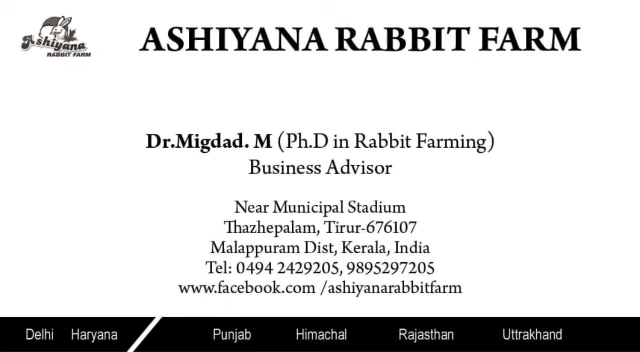 Ashiyana
RABBIT FARM
ASHIYANA RABBIT FARM
Dr.Migdad. M (Ph.D in Rabbit Farming)
Business Advisor
Near Municipal Stadium
Thazhepalam, Tirur-676107
Malappuram Dist, Kerala, India
Tel: 0494 2429205, 9895297205
www.facebook.com /ashiyanarabbitfarm
Delhi Haryana Punjab Himachal Rajasthan Uttrakhand